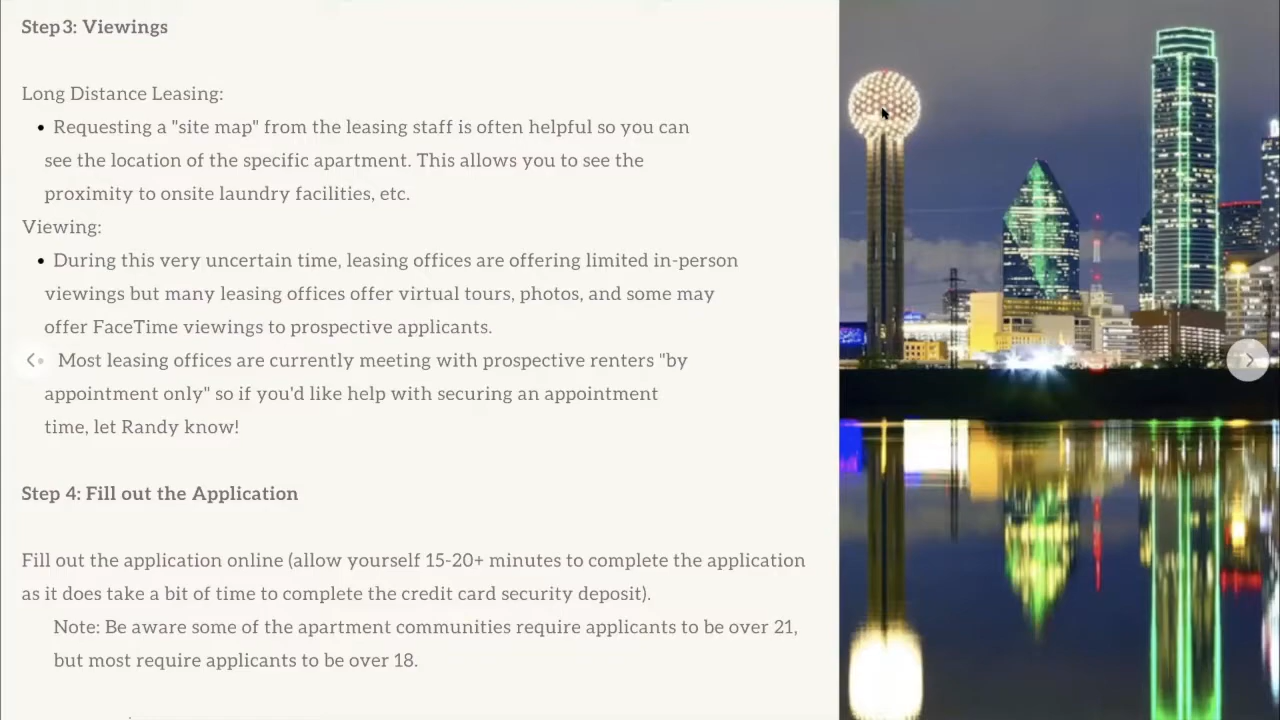 Step 3: Viewings
Long Distance Leasing:
• Requesting a "site map" from the leasing staff is often helpful so you can
see the location of the specific apartment. This allows you to see the
proximity to onsite laundry facilities, etc.
Viewing:
• During this very uncertain time, leasing offices are offering limited in-person
viewings but many leasing offices offer virtual tours, photos, and some may
offer FaceTime viewings to prospective applicants.
• Most leasing offices are currently meeting with prospective renters "by
appointment only" so if you'd like help with securing an appointment
time, let Randy know!
Step 4: Fill out the Application
Fill out the application online (allow yourself 15-20+ minutes to complete the application
as it does take a bit of time to complete the credit card security deposit).
Note: Be aware some of the apartment communities require applicants to be over 21,
but most require applicants to be over 18.